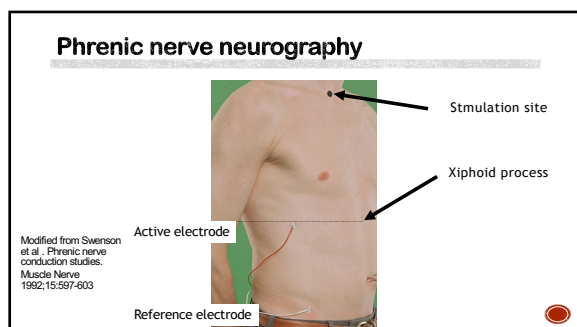 Phrenic nerve neurography
Stmulation site
Xiphoid process
Active electrode
Modified from Swenson
et al . Phrenic nerve
conduction studies.
Muscle Nerve
1992;15:597-603
Reference electrode